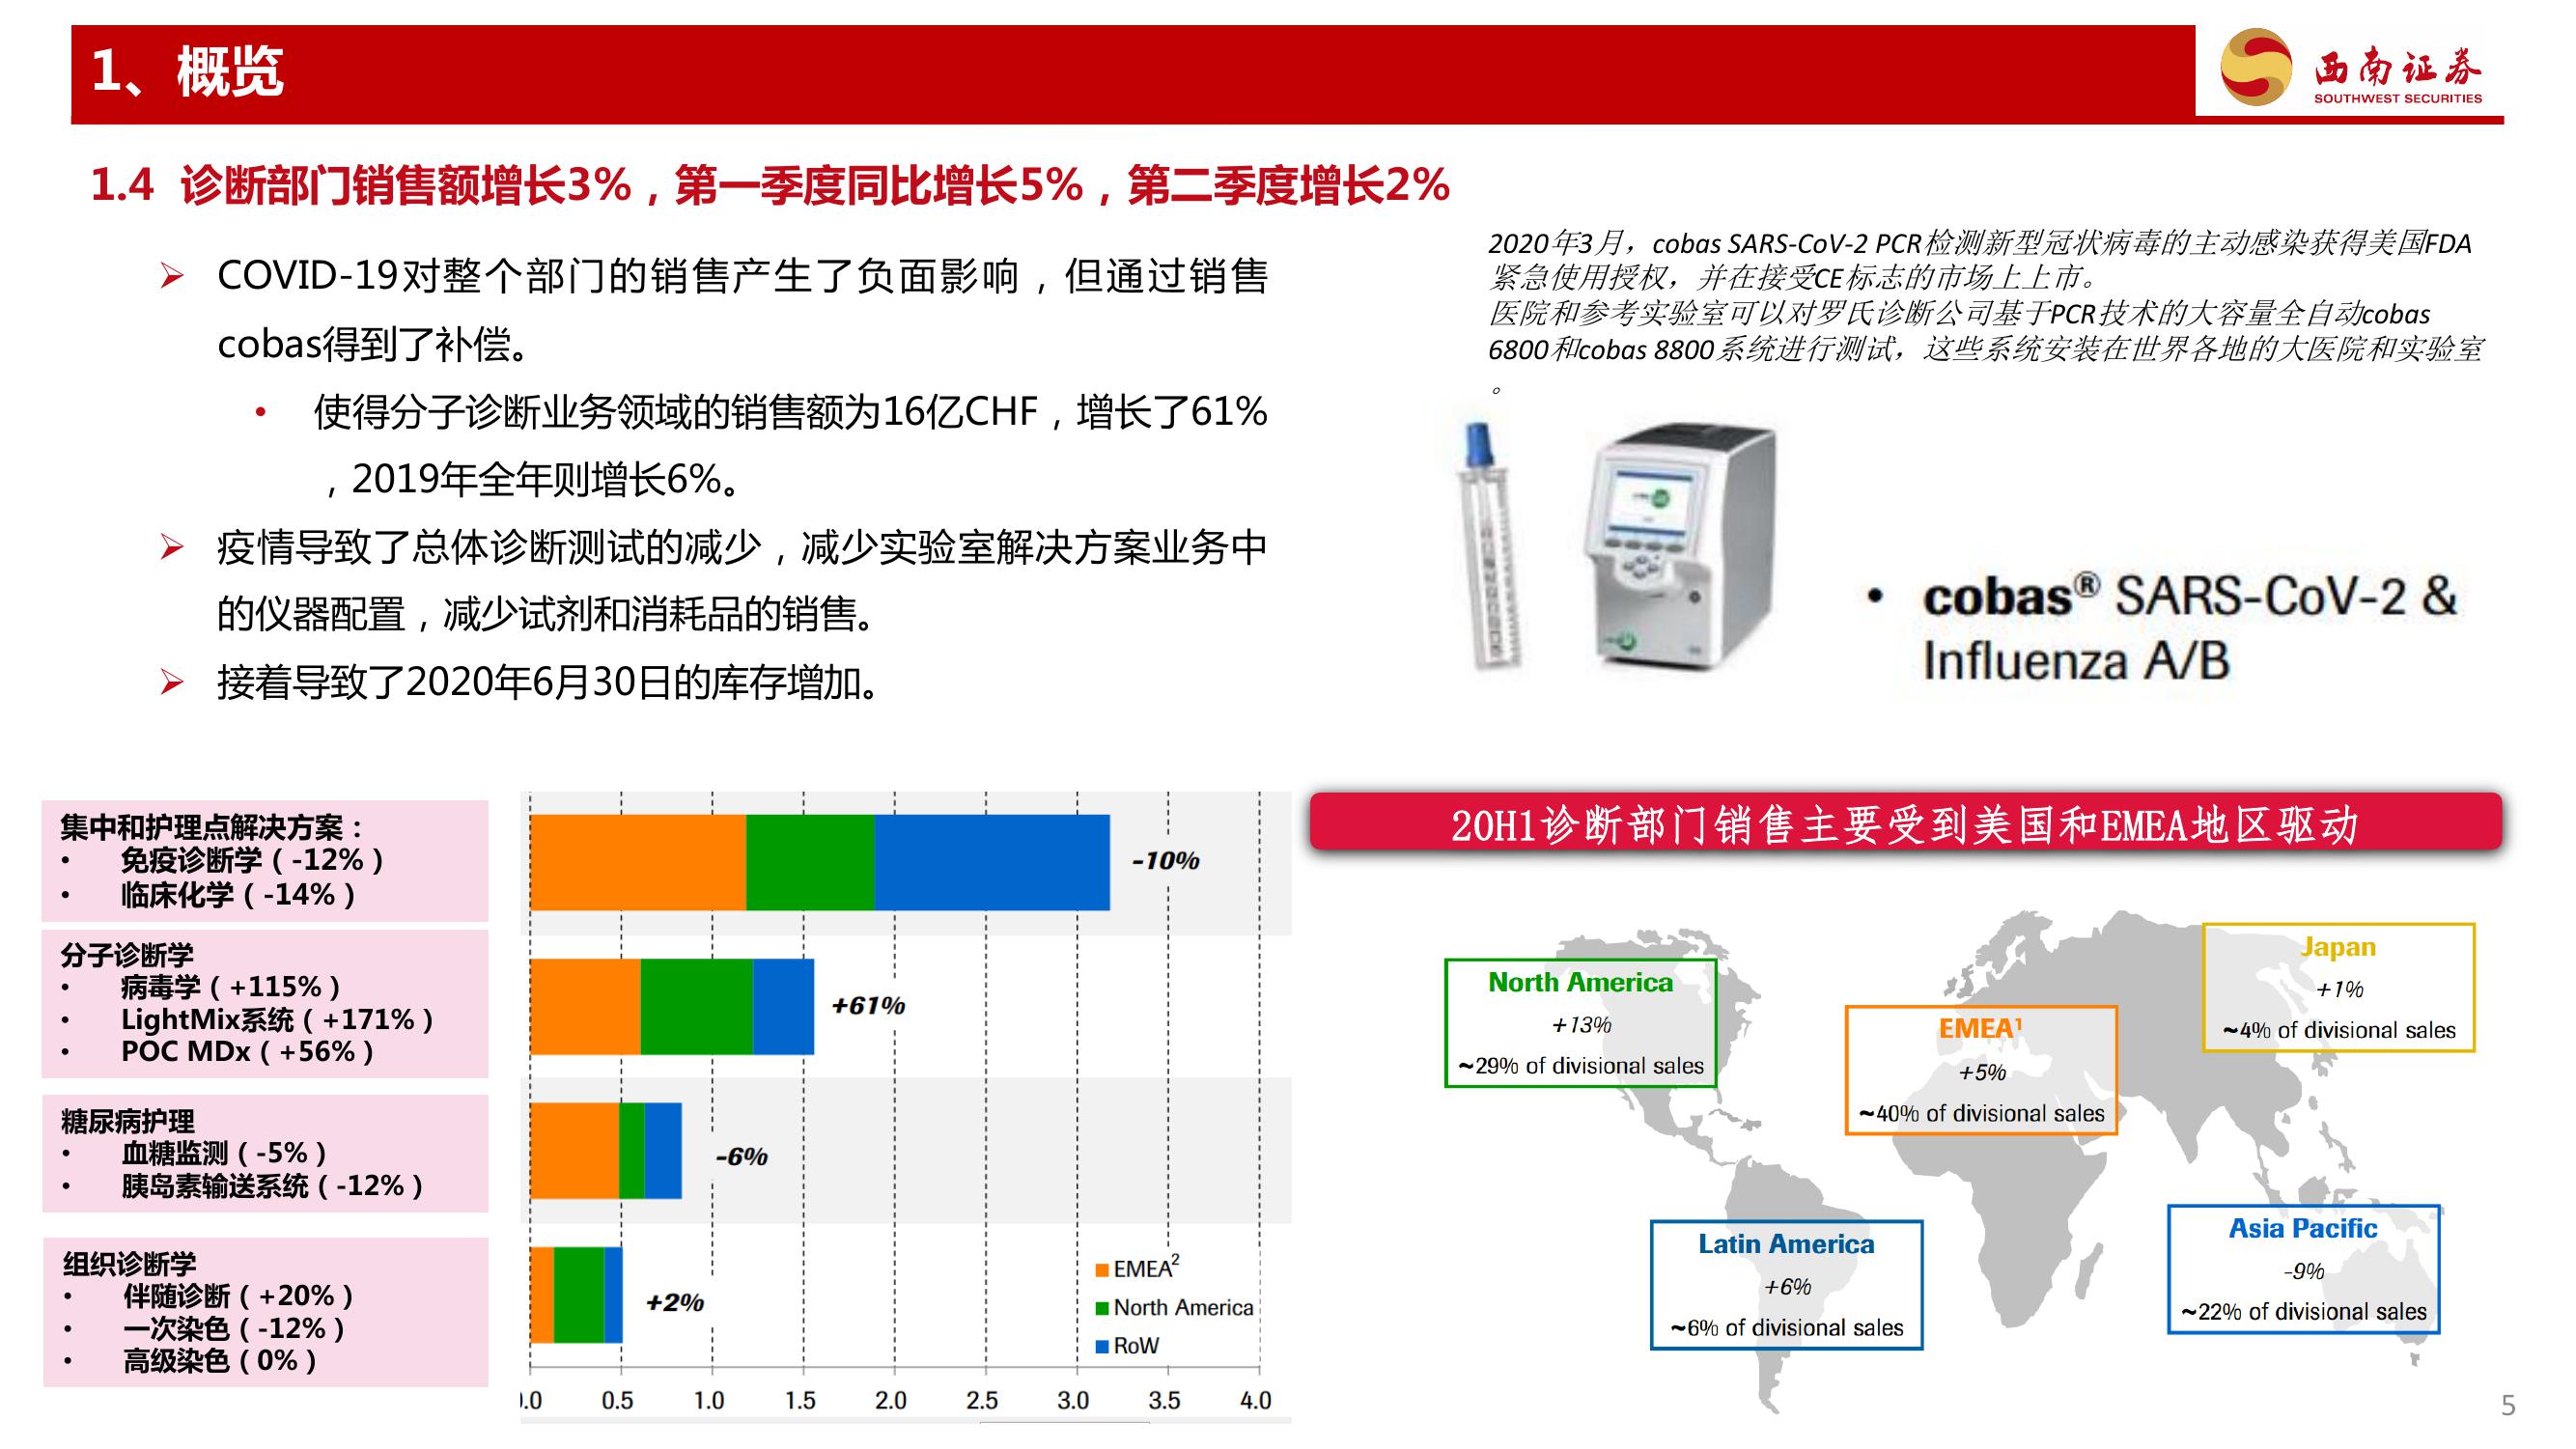 1、概览
西南证券
SOUTHWEST SECURITIES
1.4 诊断部门销售额增长3%，第一季度同比增长5%，第二季度增长2%
➢ COVID-19对整个部门的销售产生了负面影响，但通过销售
cobas得到了补偿。
• 使得分子诊断业务领域的销售额为16亿CHF，增长了61%
，2019年全年则增长6%。
➢ 疫情导致了总体诊断测试的减少，减少实验室解决方案业务中
的仪器配置，减少试剂和消耗品的销售。
➢ 接着导致了2020年6月30日的库存增加。
2020年3月，cobas SARS-CoV-2 PCR检测新型冠状病毒的主动感染获得美国FDA
紧急使用授权，并在接受CE标志的市场上上市。
医院和参考实验室可以对罗氏诊断公司基于PCR技术的大容量全自动cobas
6800和cobas 8800系统进行测试，这些系统安装在世界各地的大医院和实验室
。
• cobas® SARS-CoV-2 &
Influenza A/B
集中和护理点解决方案：
• 免疫诊断学（-12%）
• 临床化学（-14%）
分子诊断学
• 病毒学（+115%）
• LightMix系统（+171%）
• POC MDx（+56%）
糖尿病护理
• 血糖监测（-5%）
• 胰岛素输送系统（-12%）
组织诊断学
• 伴随诊断（+20%）
• 一次染色（-12%）
• 高级染色（0%）
-10%
+61%
-6%
+2%
EMEA²
North America
RoW
.0 0.5 1.0 1.5 2.0 2.5 3.0 3.5 4.0
20H1诊断部门销售主要受到美国和EMEA地区驱动
North America
+13%
~29% of divisional sales
EMEA¹
+5%
~40% of divisional sales
Japan
+1%
~4% of divisional sales
Latin America
+6%
~6% of divisional sales
Asia Pacific
-9%
~22% of divisional sales
5